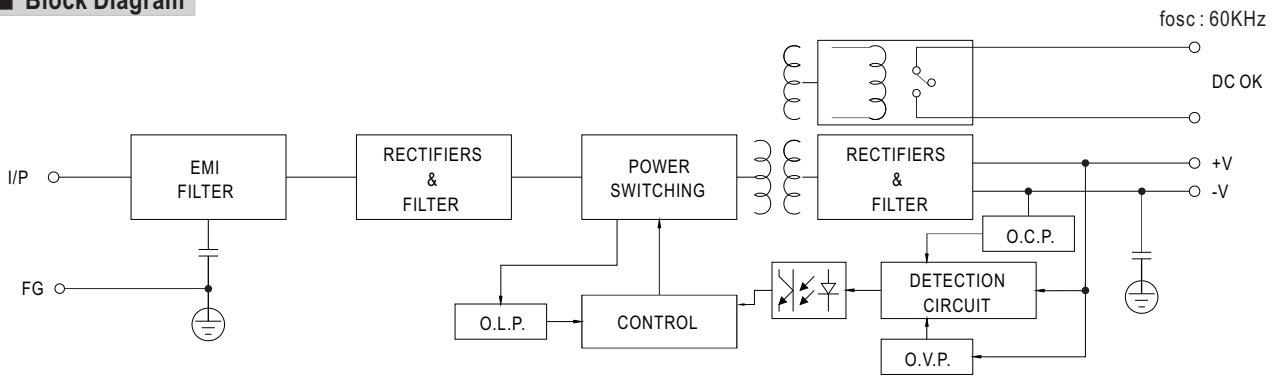 ■ Block Diagram
fosc : 60KHz
DC OK
I/P
EMI
FILTER
RECTIFIERS
&
FILTER
POWER
SWITCHING
RECTIFIERS
&
FILTER
+V
-V
O.C.P.
FG
O.L.P.
CONTROL
DETECTION
CIRCUIT
O.V.P.